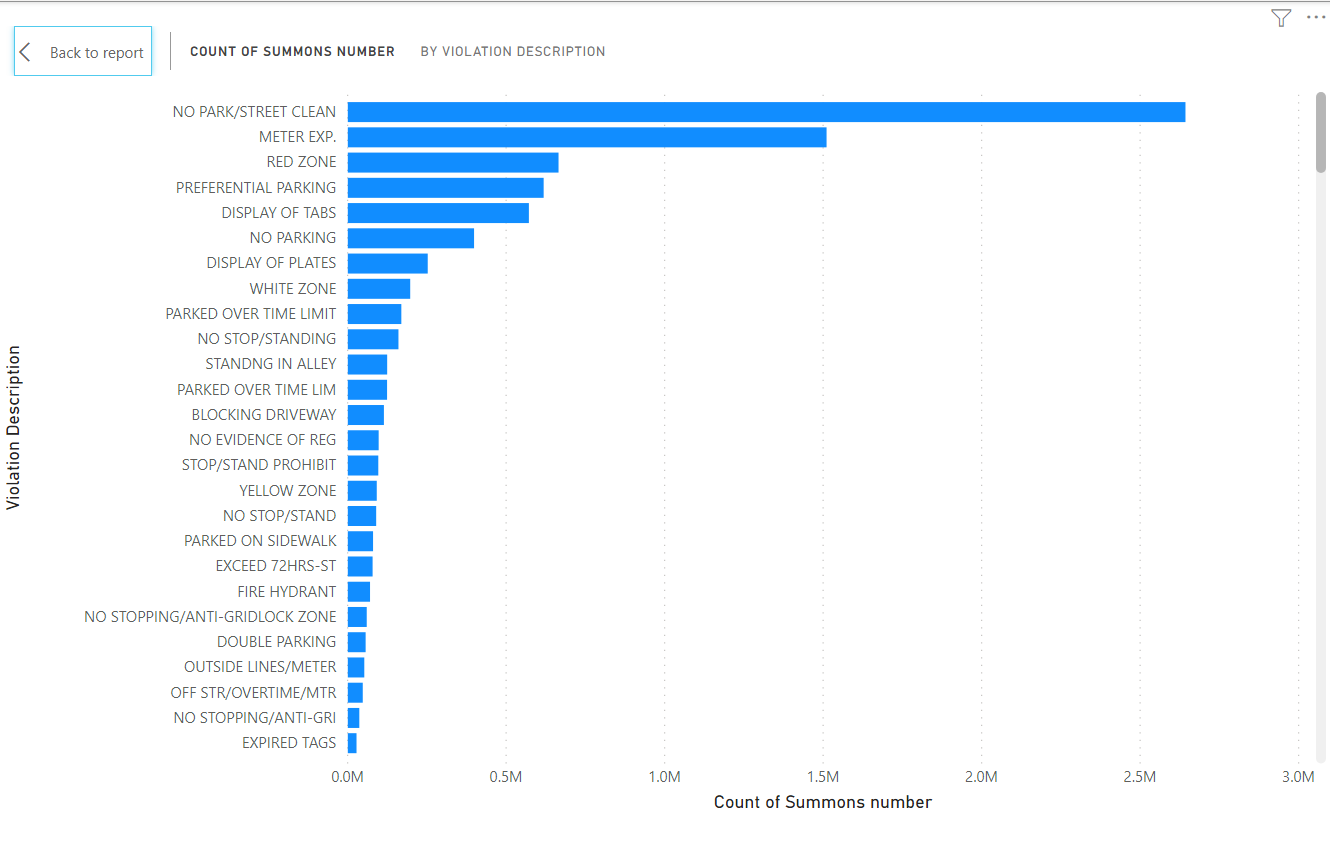 Back to report
COUNT OF SUMMONS NUMBER BY VIOLATION DESCRIPTION
Violation Description
NO PARK/STREET CLEAN
METER EXP.
RED ZONE
PREFERENTIAL PARKING
DISPLAY OF TABS
NO PARKING
DISPLAY OF PLATES
WHITE ZONE
PARKED OVER TIME LIMIT
NO STOP/STANDING
STANDNG IN ALLEY
PARKED OVER TIME LIM
BLOCKING DRIVEWAY
NO EVIDENCE OF REG
STOP/STAND PROHIBIT
YELLOW ZONE
NO STOP/STAND
PARKED ON SIDEWALK
EXCEED 72HRS-ST
FIRE HYDRANT
NO STOPPING/ANTI-GRIDLOCK ZONE
DOUBLE PARKING
OUTSIDE LINES/METER
OFF STR/OVERTIME/MTR
NO STOPPING/ANTI-GRI
EXPIRED TAGS
0.0M 0.5M 1.0M 1.5M 2.0M 2.5M 3.0M
Count of Summons number